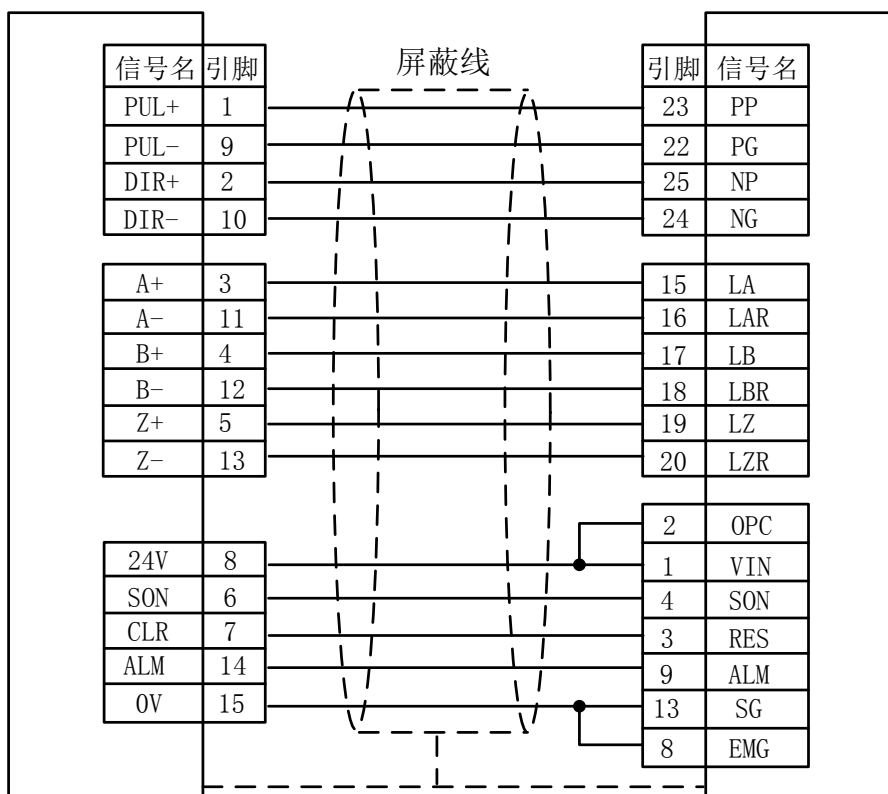 屏蔽线
信号名 引脚 引脚 信号名
PUL+ 1 23 PP
PUL- 9 22 PG
DIR+ 2 25 NP
DIR- 10 24 NG
A+ 3 15 LA
A- 11 16 LAR
B+ 4 17 LB
B- 12 18 LBR
Z+ 5 19 LZ
Z- 13 20 LZR
2 OPC
24V 8 1 VIN
SON 6 4 SON
CLR 7 3 RES
ALM 14 9 ALM
0V 15 13 SG
8 EMG